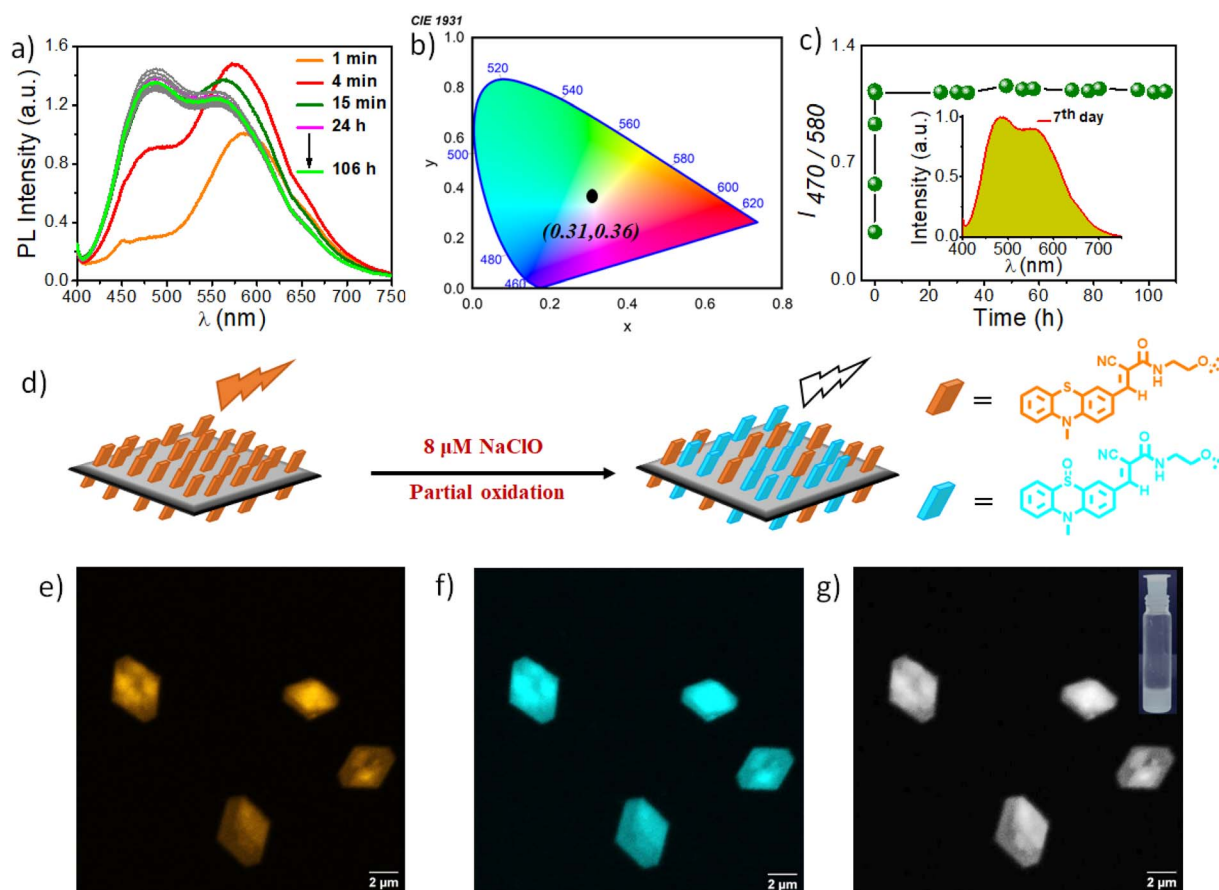 a)
PL Intensity (a.u.)
1.6
1.2
0.8
0.4
0.0
400 450 500 550 600 650 700 750
λ (nm)
1 min
4 min
15 min
24 h
106 h
CIE 1931
b)
y
1.0
0.8
0.6
0.4
0.2
0.0
0.0 0.2 0.4 0.6 0.8
x
520
540
560
580
600
620
500
480
460
(0.31,0.36)
c)
I 470 / 580
1.4
0.7
0.0
0 20 40 60 80 100
Time (h)
7th day
Intensity (a.u.)
1.0
0.5
0.0
400 500 600 700
λ (nm)
d)
8 µM NaClO
Partial oxidation
=
NC O
N
H
O
S
H
N
=
NC O
N
H
O
O
S
H
N
e)
2 µm
f)
2 µm
g)
2 µm